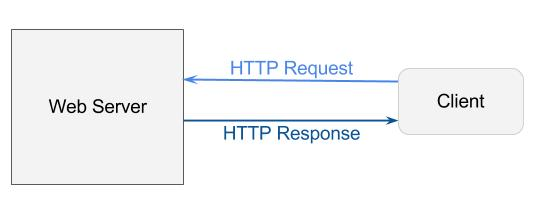 HTTP Request
Web Server
Client
HTTP Response